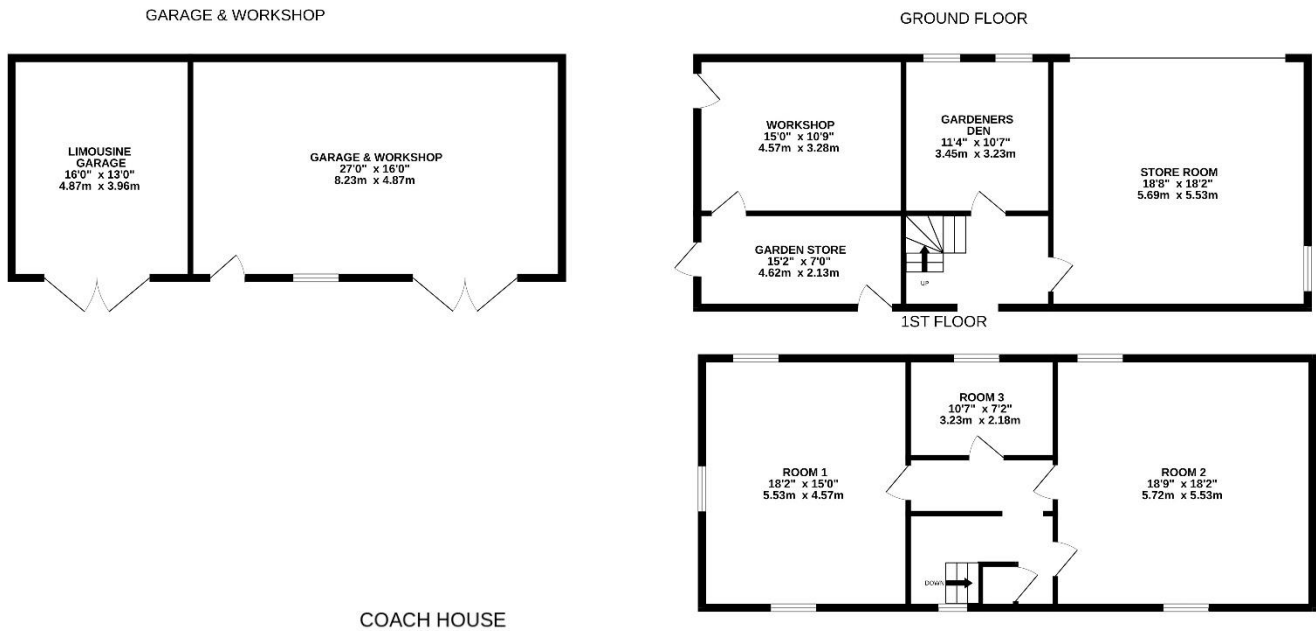 GARAGE & WORKSHOP
LIMOUSINE
GARAGE
16'0" x 13'0"
4.87m x 3.96m
GARAGE & WORKSHOP
27'0" x 16'0"
8.23m x 4.87m
GROUND FLOOR
WORKSHOP
15'0" x 10'9"
4.57m x 3.28m
GARDENERS
DEN
11'4" x 10'7"
3.45m x 3.23m
STORE ROOM
18'8" x 18'2"
5.69m x 5.53m
GARDEN STORE
15'2" x 7'0"
4.62m x 2.13m
UP
1ST FLOOR
ROOM 3
10'7" x 7'2"
3.23m x 2.18m
ROOM 1
18'2" x 15'0"
5.53m x 4.57m
ROOM 2
18'9" x 18'2"
5.72m x 5.53m
DOWN
COACH HOUSE